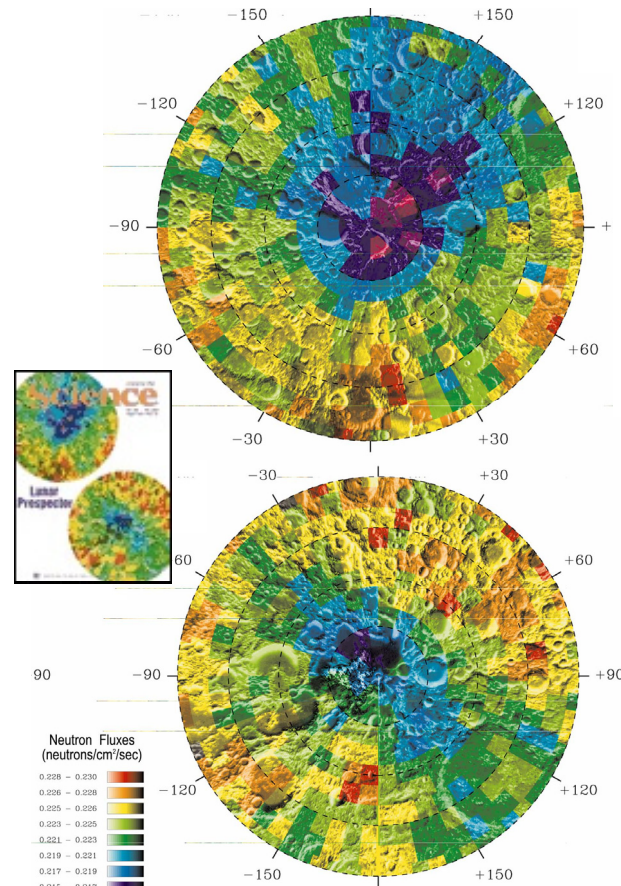 -150
+150
-120
+120
-90
+
-60
+60
-30
+30
Science
Lunar
Prospector
-30
+30
60
+60
90
-90
+90
-120
+120
-150
+150
Neutron Fluxes
(neutrons/cm²/sec)
0.228 - 0.230
0.226 - 0.228
0.225 - 0.226
0.223 - 0.225
0.221 - 0.223
0.219 - 0.221
0.217 - 0.219